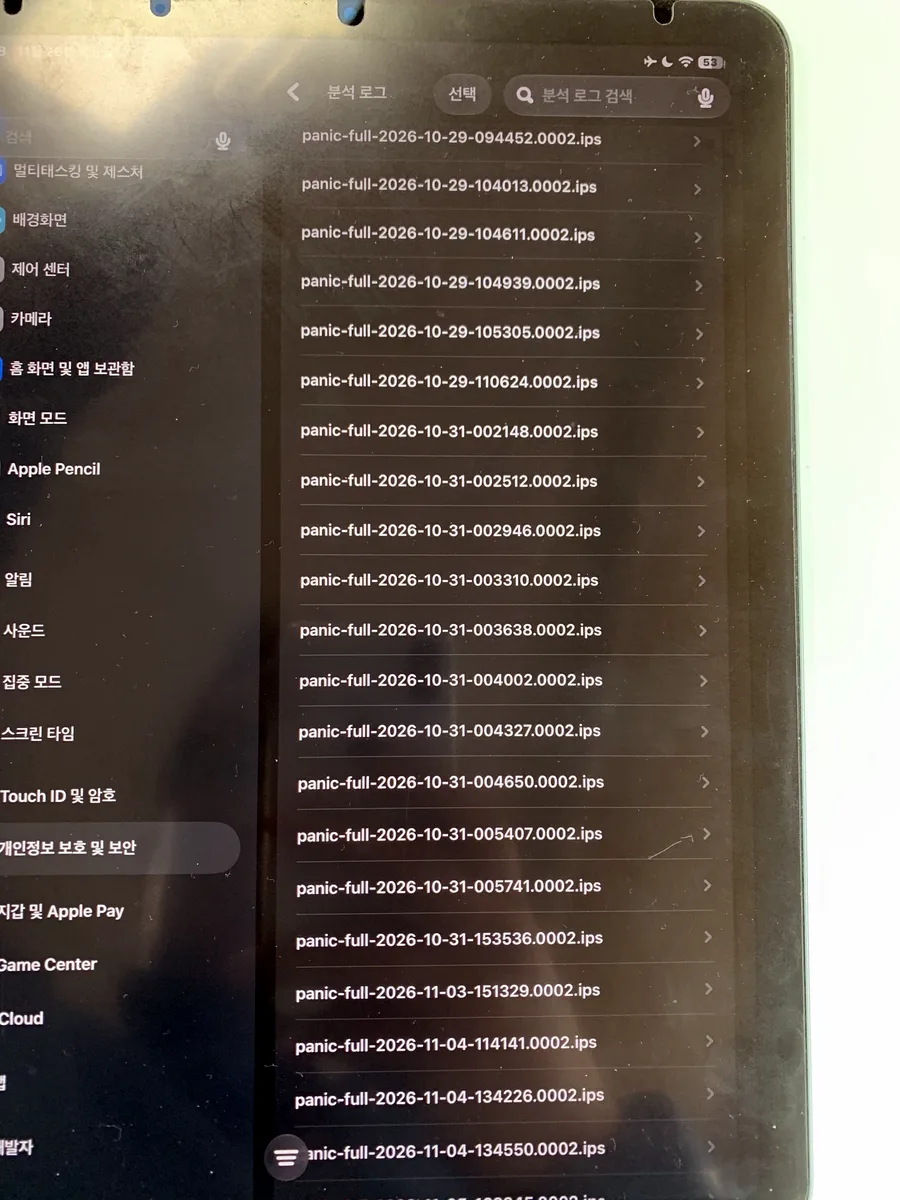 53
분석 로그
선택
분석 로그 검색
검색
멀티태스킹 및 제스처
배경화면
제어 센터
카메라
홈 화면 및 앱 보관함
화면 모드
Apple Pencil
Siri
알림
사운드
집중 모드
스크린 타임
Touch ID 및 암호
개인정보 보호 및 보안
지갑 및 Apple Pay
Game Center
Cloud
panic-full-2026-10-29-094452.0002.ips
panic-full-2026-10-29-104013.0002.ips
panic-full-2026-10-29-104611.0002.ips
panic-full-2026-10-29-104939.0002.ips
panic-full-2026-10-29-105305.0002.ips
panic-full-2026-10-29-110624.0002.ips
panic-full-2026-10-31-002148.0002.ips
panic-full-2026-10-31-002512.0002.ips
panic-full-2026-10-31-002946.0002.ips
panic-full-2026-10-31-003310.0002.ips
panic-full-2026-10-31-003638.0002.ips
panic-full-2026-10-31-004002.0002.ips
panic-full-2026-10-31-004327.0002.ips
panic-full-2026-10-31-004650.0002.ips
panic-full-2026-10-31-005407.0002.ips
panic-full-2026-10-31-005741.0002.ips
panic-full-2026-10-31-153536.0002.ips
panic-full-2026-11-03-151329.0002.ips
panic-full-2026-11-04-114141.0002.ips
panic-full-2026-11-04-134226.0002.ips
anic-full-2026-11-04-134550.0002.ips